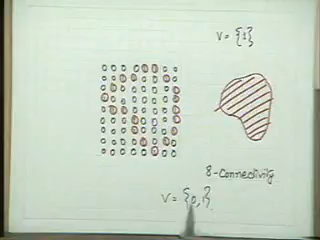 V = {1}
8-Connectivity
V = {0,1}